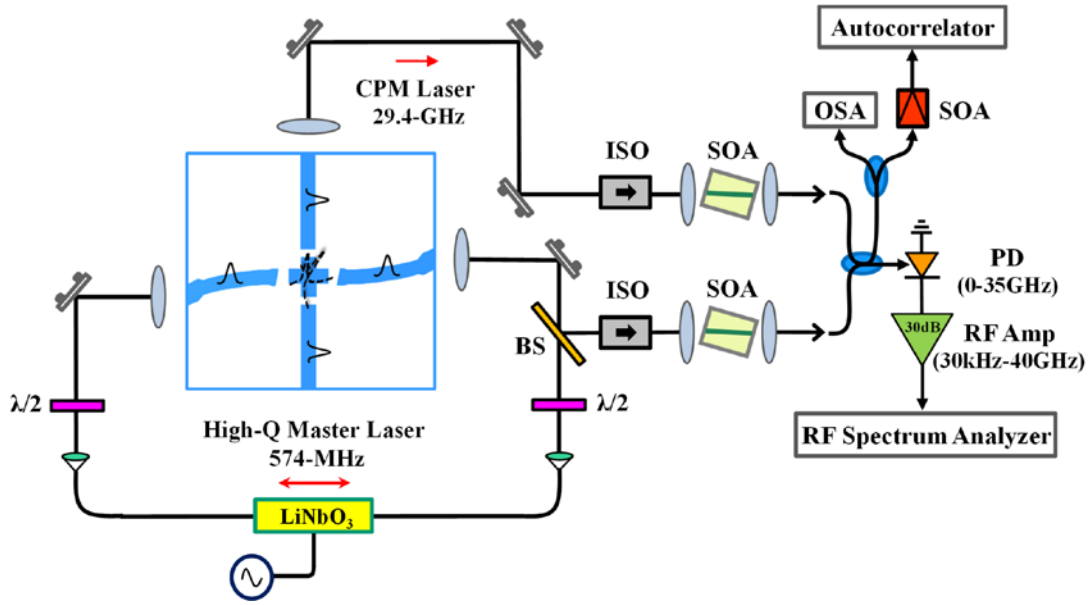 Autocorrelator
CPM Laser
29.4-GHz
OSA
SOA
ISO
SOA
PD
(0-35GHz)
ISO
SOA
BS
30dB
RF Amp
(30kHz-40GHz)
λ/2
λ/2
High-Q Master Laser
574-MHz
RF Spectrum Analyzer
LiNbO₃